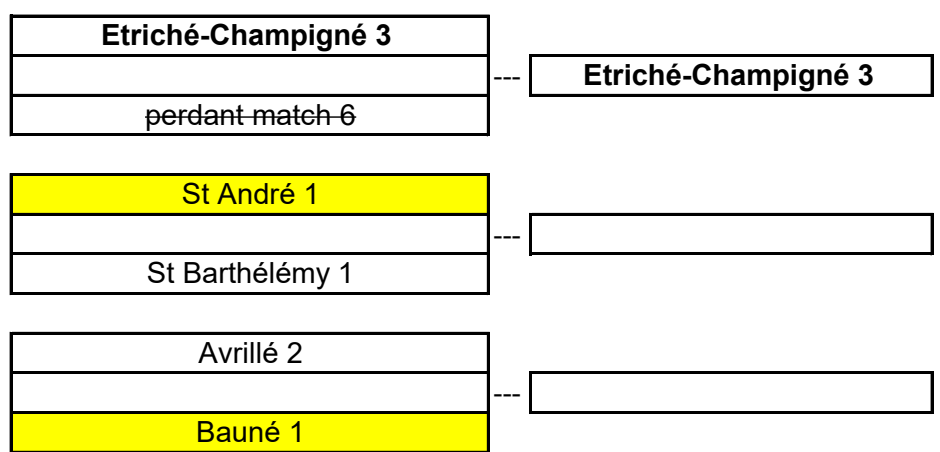 Etriché-Champigné 3
--- Etriché-Champigné 3
perdant match 6
St André 1
---
St Barthélémy 1
Avrillé 2
---
Bauné 1